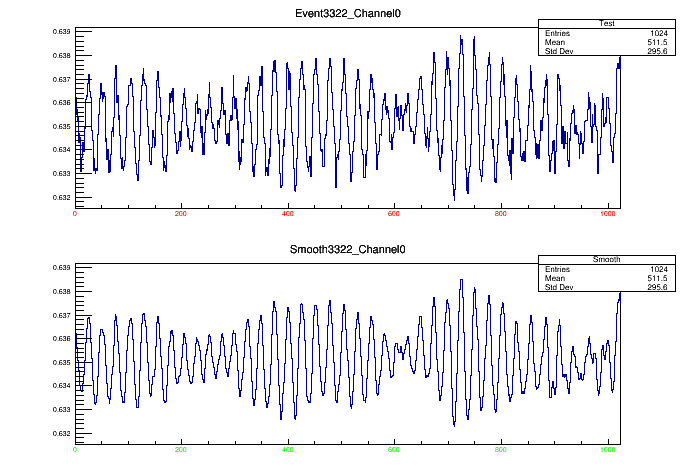 Event3322_Channel0
Test
Entries 1024
Mean 511.5
Std Dev 295.6
0.639
0.638
0.637
0.636
0.635
0.634
0.633
0.632
0 200 400 600 800 1000
Smooth3322_Channel0
Smooth
Entries 1024
Mean 511.5
Std Dev 295.6
0.639
0.638
0.637
0.636
0.635
0.634
0.633
0.632
0 200 400 600 800 1000